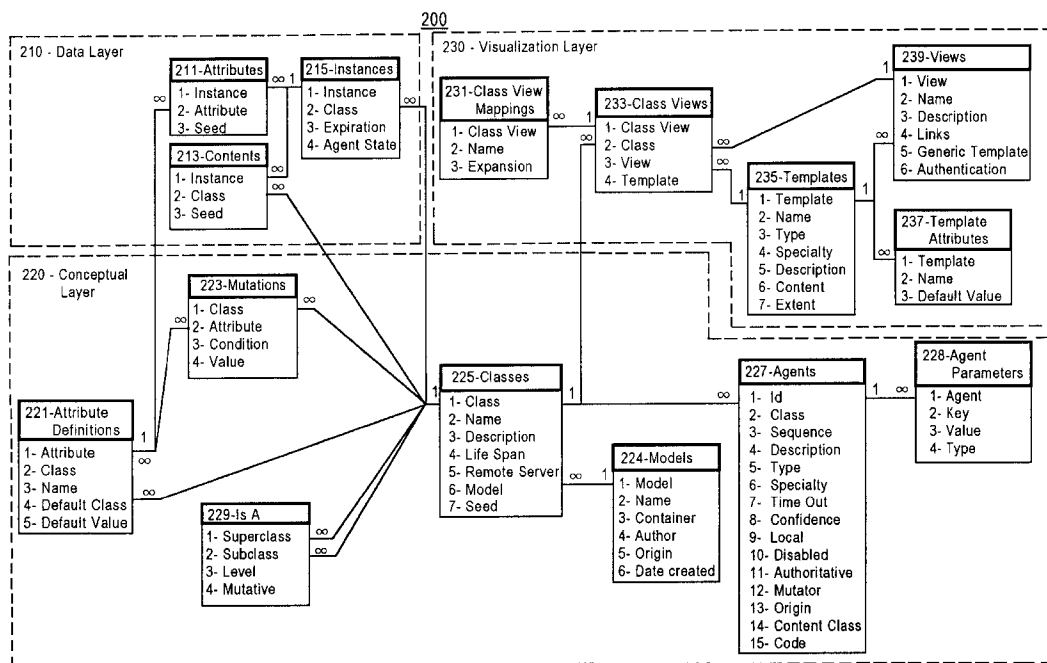 200
210 - Data Layer
211-Attributes
1- Instance
2- Attribute
3- Seed
215-Instances
1- Instance
2- Class
3- Expiration
4- Agent State
213-Contents
1- Instance
2- Class
3- Seed
∞
∞
1
∞
∞
∞
230 - Visualization Layer
231-Class View
Mappings
1- Class View
2- Name
3- Expansion
∞
1
233-Class Views
1- Class View
2- Class
3- View
4- Template
∞
∞
∞
1
1
235-Templates
1- Template
2- Name
3- Type
4- Specialty
5- Description
6- Content
7- Extent
1
∞
∞
239-Views
1- View
2- Name
3- Description
4- Links
5- Generic Template
6- Authentication
237-Template
Attributes
1- Template
2- Name
3- Default Value
220 - Conceptual
Layer
223-Mutations
1- Class
2- Attribute
3- Condition
4- Value
∞
∞
221-Attribute
Definitions
1- Attribute
2- Class
3- Name
4- Default Class
5- Default Value
1
∞
∞
229-Is A
1- Superclass
2- Subclass
3- Level
4- Mutative
∞
∞
1
225-Classes
1- Class
2- Name
3- Description
4- Life Span
5- Remote Server
6- Model
7- Seed
1
∞
1
224-Models
1- Model
2- Name
3- Container
4- Author
5- Origin
6- Date created
∞
227-Agents
1- Id
2- Class
3- Sequence
4- Description
5- Type
6- Specialty
7- Time Out
8- Confidence
9- Local
10- Disabled
11- Authoritative
12- Mutator
13- Origin
14- Content Class
15- Code
1
∞
228-Agent
Parameters
1- Agent
2- Key
3- Value
4- Type